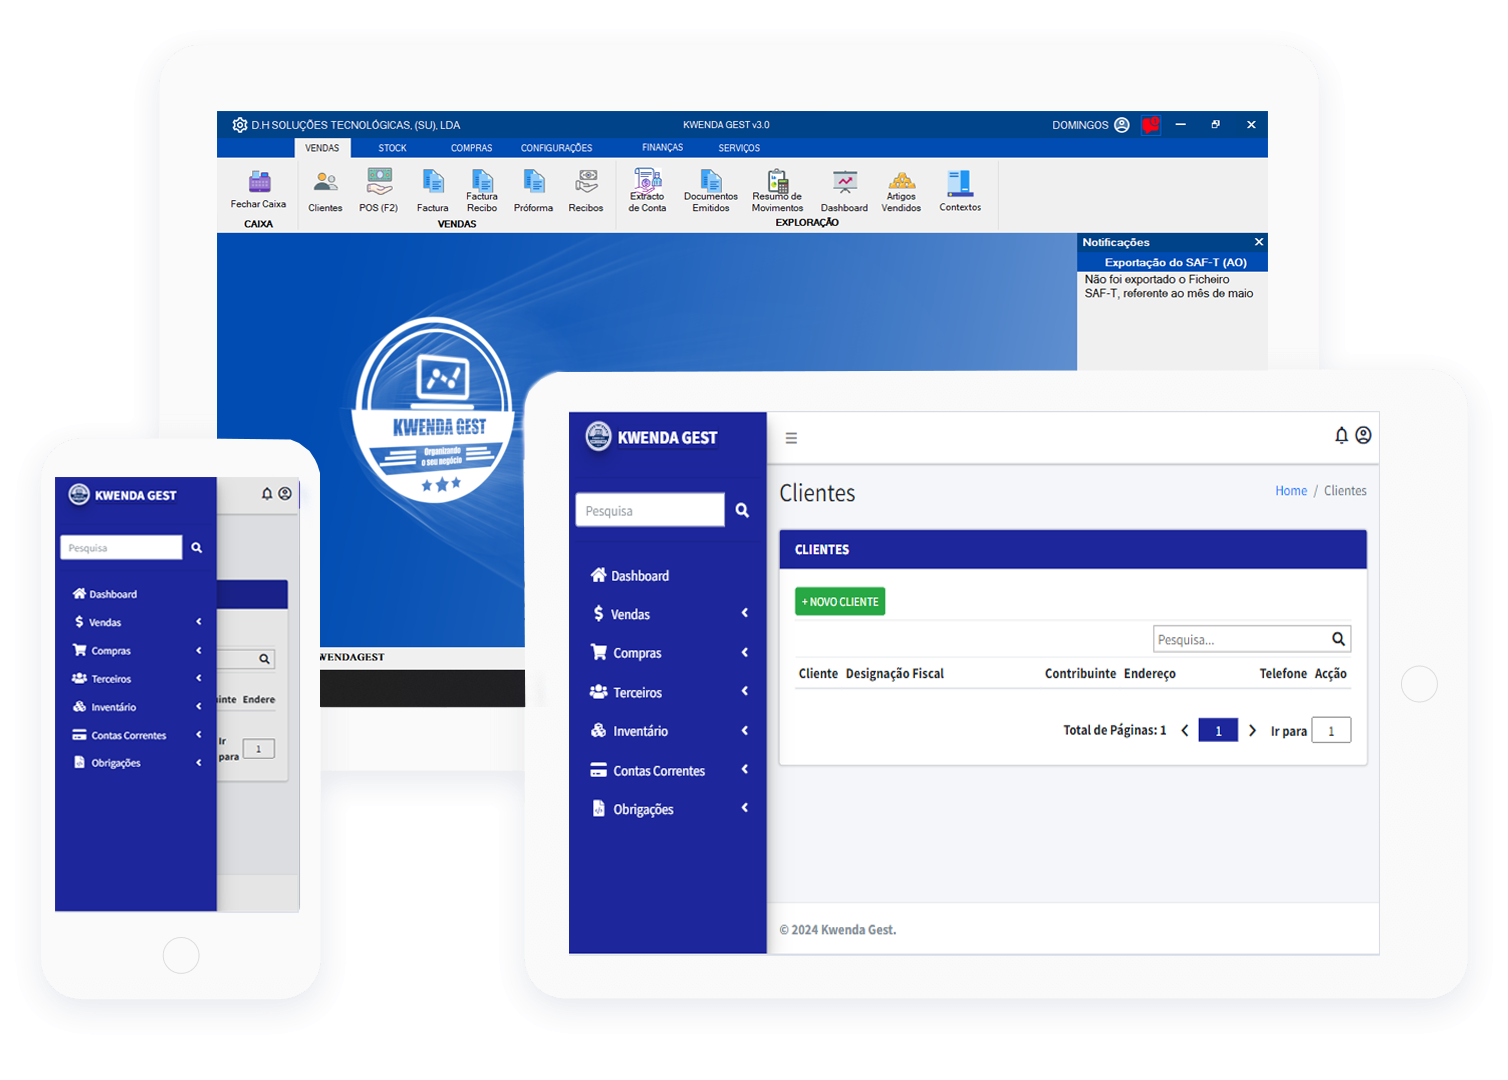 D.H SOLUÇÕES TECNOLÓGICAS, (SU), LDA
KWENDA GEST v3.0
DOMINGOS
VENDAS STOCK COMPRAS CONFIGURAÇÕES FINANÇAS SERVIÇOS
Fechar Caixa
CAIXA
Clientes
POS (F2)
Factura
Factura
Recibo
Próforma
Recibos
VENDAS
Extracto
de Conta
Documentos
Emitidos
Resumo de
Movimentos
Dashboard
Artigos
Vendidos
Contextos
EXPLORAÇÃO
Notificações
Exportação do SAF-T (AO)
Não foi exportado o Ficheiro
SAF-T, referente ao mês de maio
KWENDA GEST
Organizando
o seu negócio
WENDAGEST
KWENDA GEST
Pesquisa
Dashboard
Vendas
Compras
Terceiros
Inventário
Contas Correntes
Obrigações
inte Endere
Ir
para
1
KWENDA GEST
Pesquisa
Dashboard
Vendas
Compras
Terceiros
Inventário
Contas Correntes
Obrigações
Clientes
Home / Clientes
CLIENTES
+ NOVO CLIENTE
Pesquisa...
Cliente Designação Fiscal Contribuinte Endereço Telefone Acção
Total de Páginas: 1 1 Ir para 1
© 2024 Kwenda Gest.